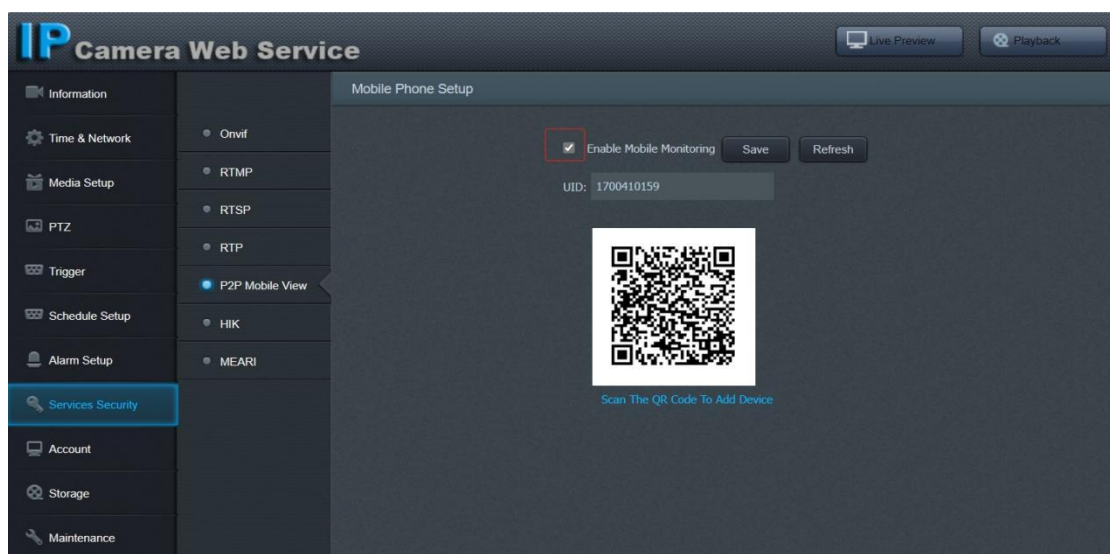 IP Camera Web Service
Live Preview
Playback
Information
Time & Network
Media Setup
PTZ
Trigger
Schedule Setup
Alarm Setup
Services Security
Account
Storage
Maintenance
Onvif
RTMP
RTSP
RTP
P2P Mobile View
HIK
MEARI
Mobile Phone Setup
Enable Mobile Monitoring Save Refresh
UID: 1700410159
Scan The QR Code To Add Device